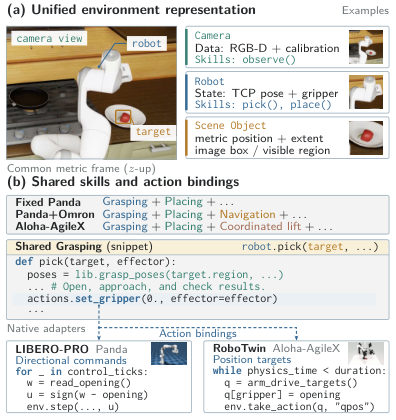 (a) Unified environment representation
Examples
camera view
robot
target
Camera
Data: RGB-D + calibration
Skills: observe()
Robot
State: TCP pose + gripper
Skills: pick(), place()
Scene Object
metric position + extent
image box / visible region
Common metric frame (z-up)
(b) Shared skills and action bindings
Fixed Panda Grasping + Placing + ...
Panda+Omron Grasping + Placing + Navigation + ...
Aloha-AgileX Grasping + Placing + Coordinated lift + ...
Shared Grasping (snippet) robot.pick(target, ...)
def pick(target, effector):
poses = lib.grasp_poses(target.region, ...)
... # Open, approach, and check results.
actions.set_gripper(0., effector=effector)
...
Native adapters
Action bindings
LIBERO-PRO Panda
Directional commands
for _ in control_ticks:
w = read_opening()
u = sign(w - opening)
env.step(..., u)
RoboTwin Aloha-AgileX
Position targets
while physics_time < duration:
q = arm_drive_targets()
q[gripper] = opening
env.take_action(q, "qpos")